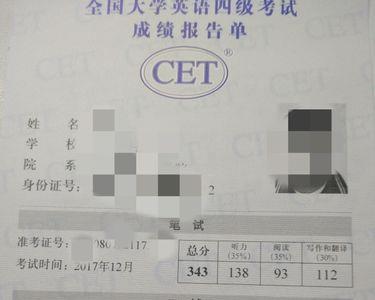 全国大学英语四级考试
成绩报告单
CET
®
姓 名
学 校
院 系
身份证号: 2
笔 试
准考证号: 080 2117
考试时间: 2017年12月
总分 听力 (35%) 阅读 (35%) 写作和翻译 (30%)
343 138 93 112